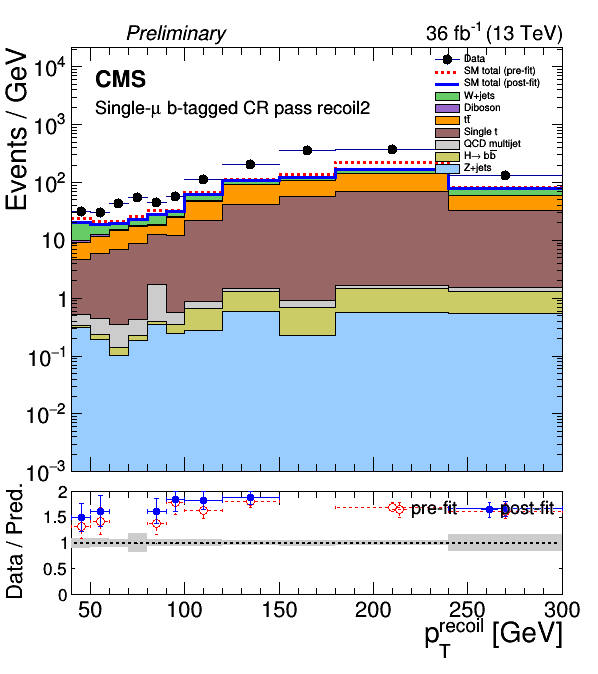 Preliminary
36 fb⁻¹ (13 TeV)
CMS
Single-μ b-tagged CR pass recoil2
Data
SM total (pre-fit)
SM total (post-fit)
W+jets
Diboson
tt̅
Single t
QCD multijet
H→ bb̅
Z+jets
Events / GeV
10⁴
10³
10²
10
1
10⁻¹
10⁻²
10⁻³
Data / Pred.
2
1.5
1
0.5
0
pre-fit
post-fit
50 100 150 200 250 300
p_T^recoil [GeV]